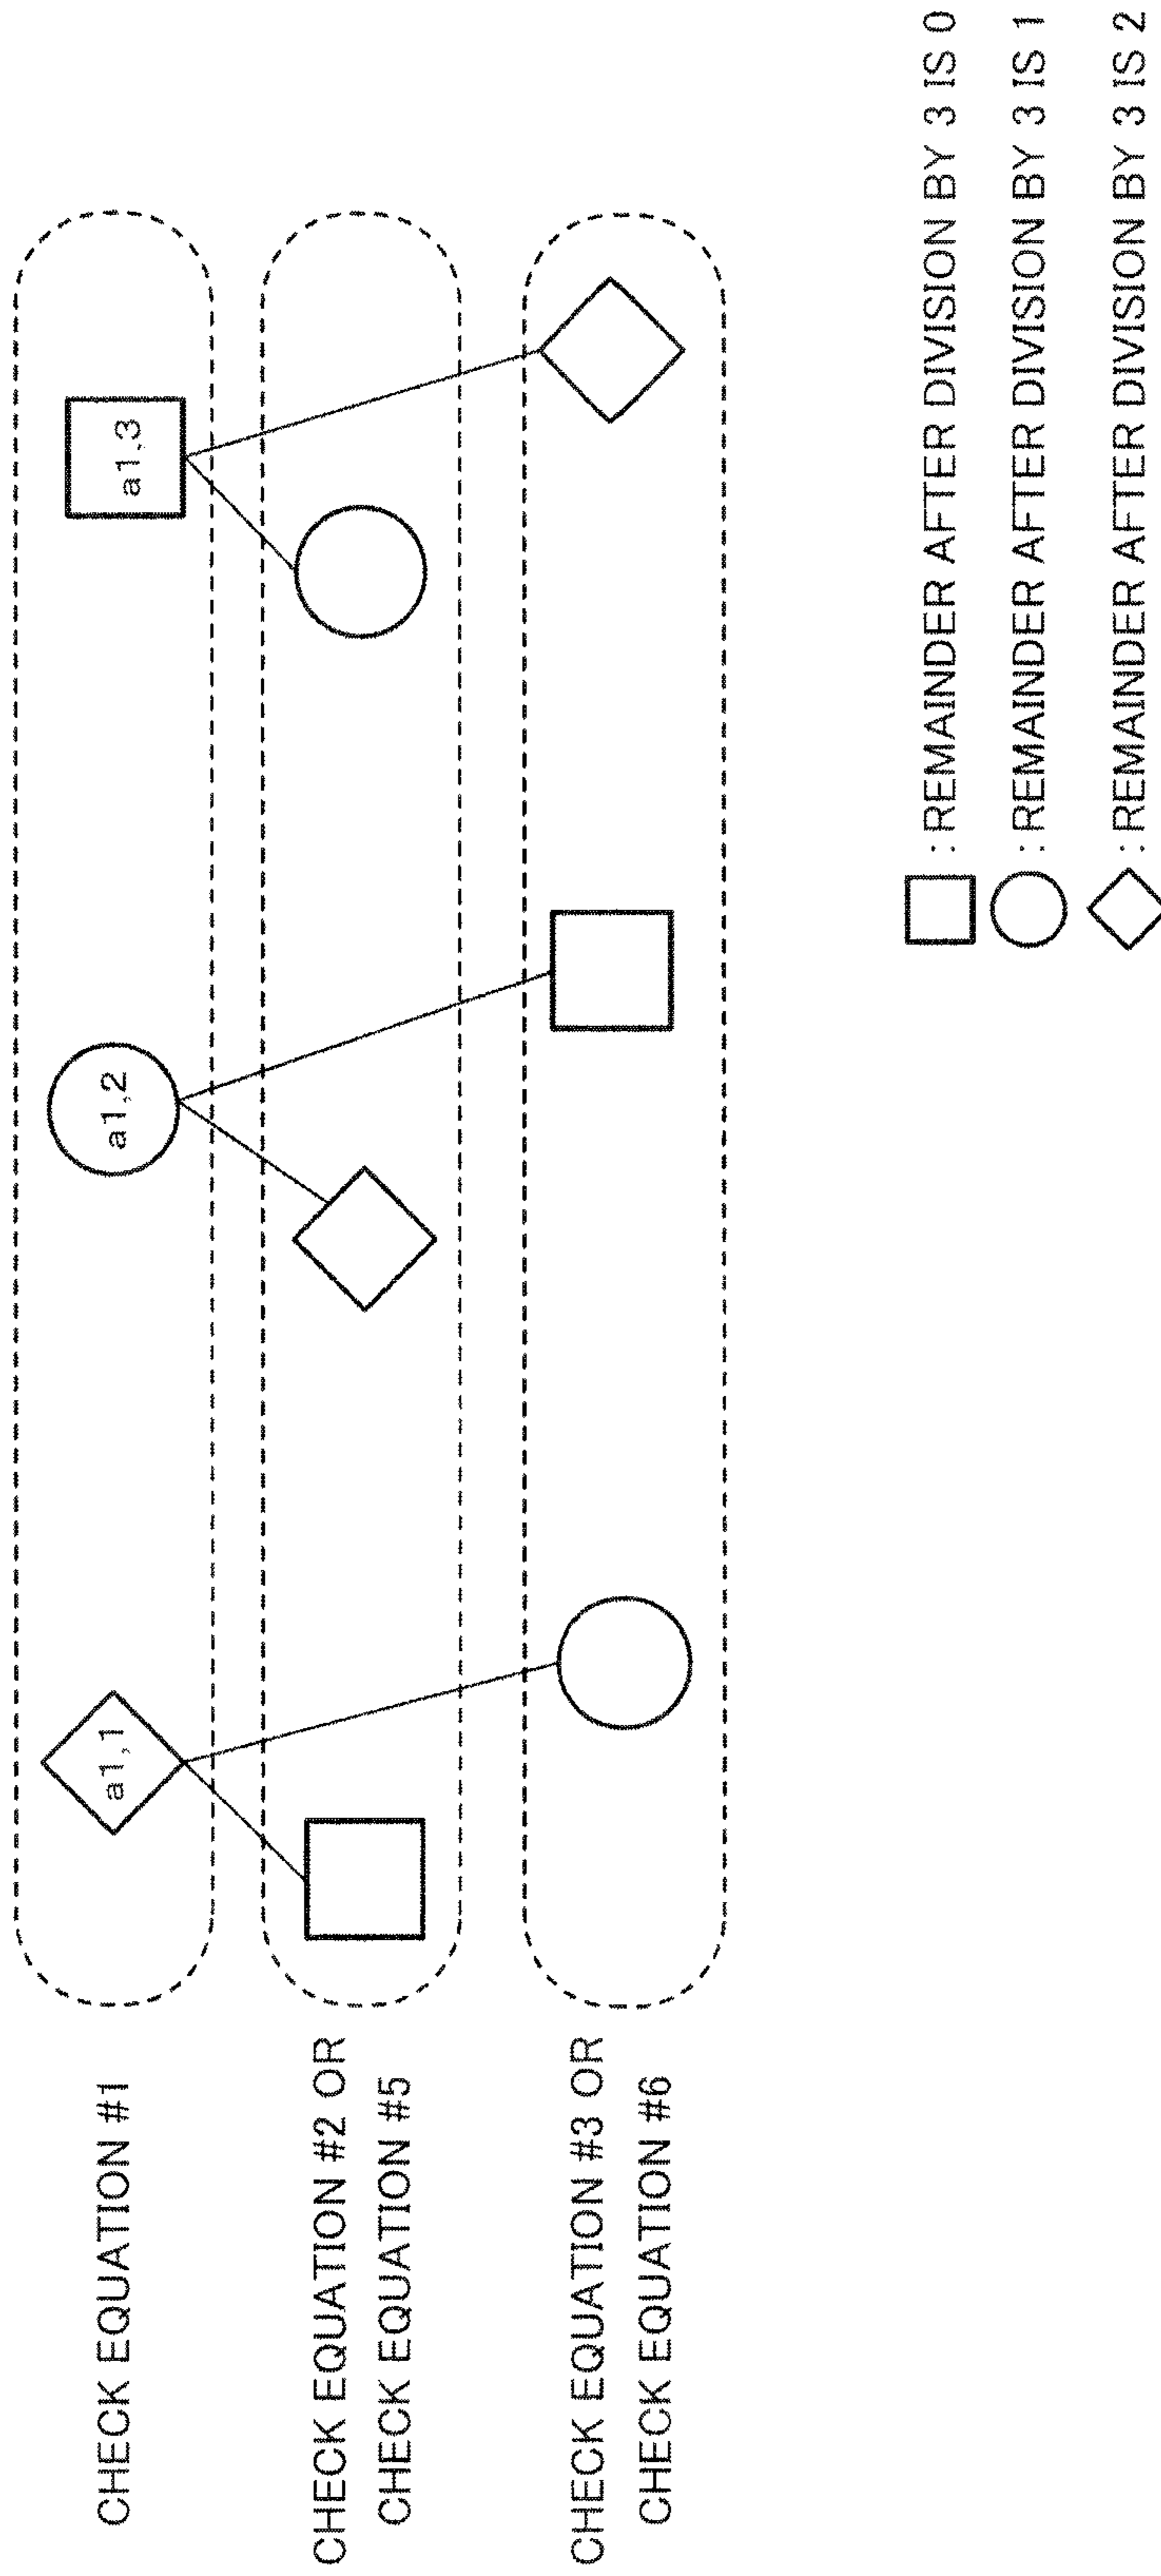 CHECK EQUATION #1
a1,1
a1,2
a1,3
CHECK EQUATION #2 OR
CHECK EQUATION #5
CHECK EQUATION #3 OR
CHECK EQUATION #6
: REMAINDER AFTER DIVISION BY 3 IS 0
: REMAINDER AFTER DIVISION BY 3 IS 1
: REMAINDER AFTER DIVISION BY 3 IS 2